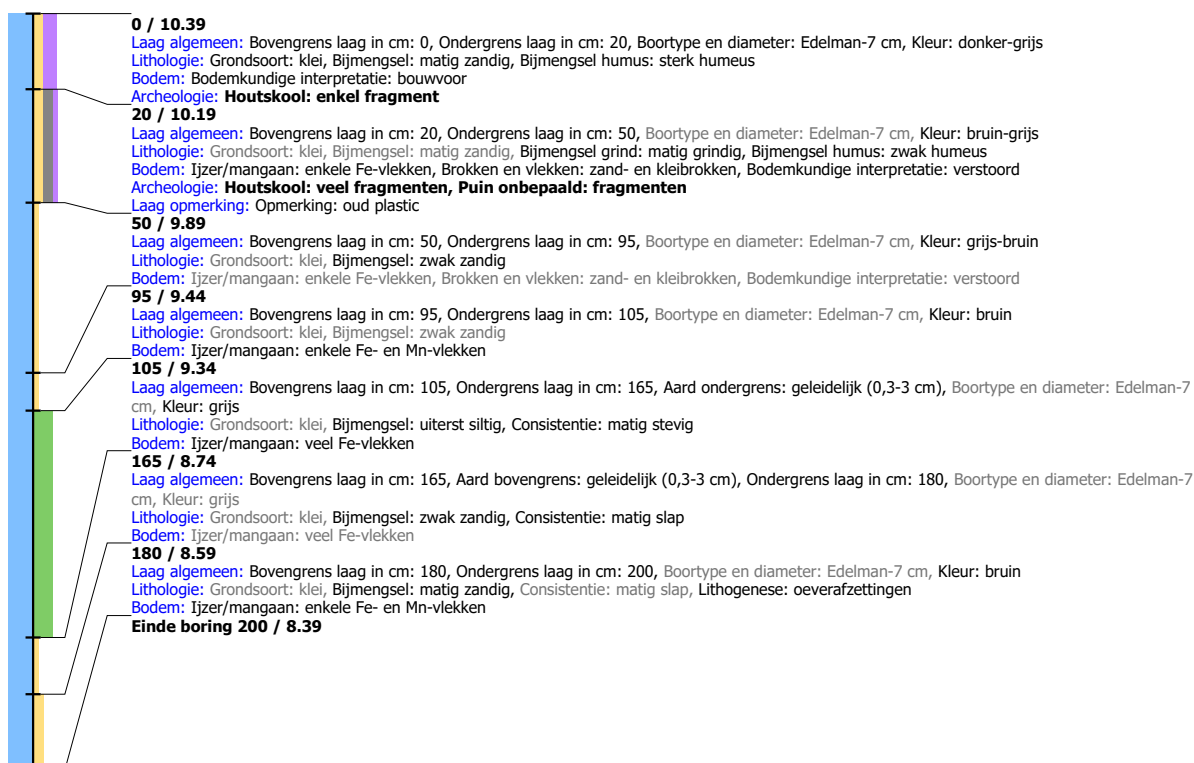 0 / 10.39
Laag algemeen: Bovengrens laag in cm: 0, Ondergrens laag in cm: 20, Boortype en diameter: Edelman-7 cm, Kleur: donker-grijs
Lithologie: Grondsoort: klei, Bijmengsel: matig zandig, Bijmengsel humus: sterk humeus
Bodem: Bodemkundige interpretatie: bouwvoor
Archeologie: Houtskool: enkel fragment
20 / 10.19
Laag algemeen: Bovengrens laag in cm: 20, Ondergrens laag in cm: 50, Boortype en diameter: Edelman-7 cm, Kleur: bruin-grijs
Lithologie: Grondsoort: klei, Bijmengsel: matig zandig, Bijmengsel grind: matig grindig, Bijmengsel humus: zwak humeus
Bodem: Ijzer/mangaan: enkele Fe-vlekken, Brokken en vlekken: zand- en kleibrokken, Bodemkundige interpretatie: verstoord
Archeologie: Houtskool: veel fragmenten, Puin onbepaald: fragmenten
Laag opmerking: Opmerking: oud plastic
50 / 9.89
Laag algemeen: Bovengrens laag in cm: 50, Ondergrens laag in cm: 95, Boortype en diameter: Edelman-7 cm, Kleur: grijs-bruin
Lithologie: Grondsoort: klei, Bijmengsel: zwak zandig
Bodem: Ijzer/mangaan: enkele Fe-vlekken, Brokken en vlekken: zand- en kleibrokken, Bodemkundige interpretatie: verstoord
95 / 9.44
Laag algemeen: Bovengrens laag in cm: 95, Ondergrens laag in cm: 105, Boortype en diameter: Edelman-7 cm, Kleur: bruin
Lithologie: Grondsoort: klei, Bijmengsel: zwak zandig
Bodem: Ijzer/mangaan: enkele Fe- en Mn-vlekken
105 / 9.34
Laag algemeen: Bovengrens laag in cm: 105, Ondergrens laag in cm: 165, Aard ondergrens: geleidelijk (0,3-3 cm), Boortype en diameter: Edelman-7
cm, Kleur: grijs
Lithologie: Grondsoort: klei, Bijmengsel: uiterst siltig, Consistentie: matig stevig
Bodem: Ijzer/mangaan: veel Fe-vlekken
165 / 8.74
Laag algemeen: Bovengrens laag in cm: 165, Aard bovengrens: geleidelijk (0,3-3 cm), Ondergrens laag in cm: 180, Boortype en diameter: Edelman-7
cm, Kleur: grijs
Lithologie: Grondsoort: klei, Bijmengsel: zwak zandig, Consistentie: matig slap
Bodem: Ijzer/mangaan: veel Fe-vlekken
180 / 8.59
Laag algemeen: Bovengrens laag in cm: 180, Ondergrens laag in cm: 200, Boortype en diameter: Edelman-7 cm, Kleur: bruin
Lithologie: Grondsoort: klei, Bijmengsel: matig zandig, Consistentie: matig slap, Lithogenese: oeverafzettingen
Bodem: Ijzer/mangaan: enkele Fe- en Mn-vlekken
Einde boring 200 / 8.39